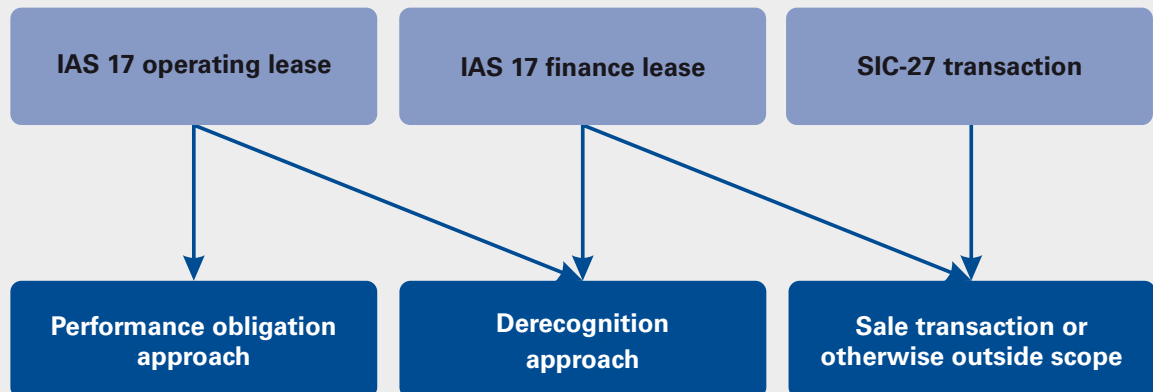 IAS 17 operating lease
IAS 17 finance lease
SIC-27 transaction
Performance obligation
approach
Derecognition
approach
Sale transaction or
otherwise outside scope